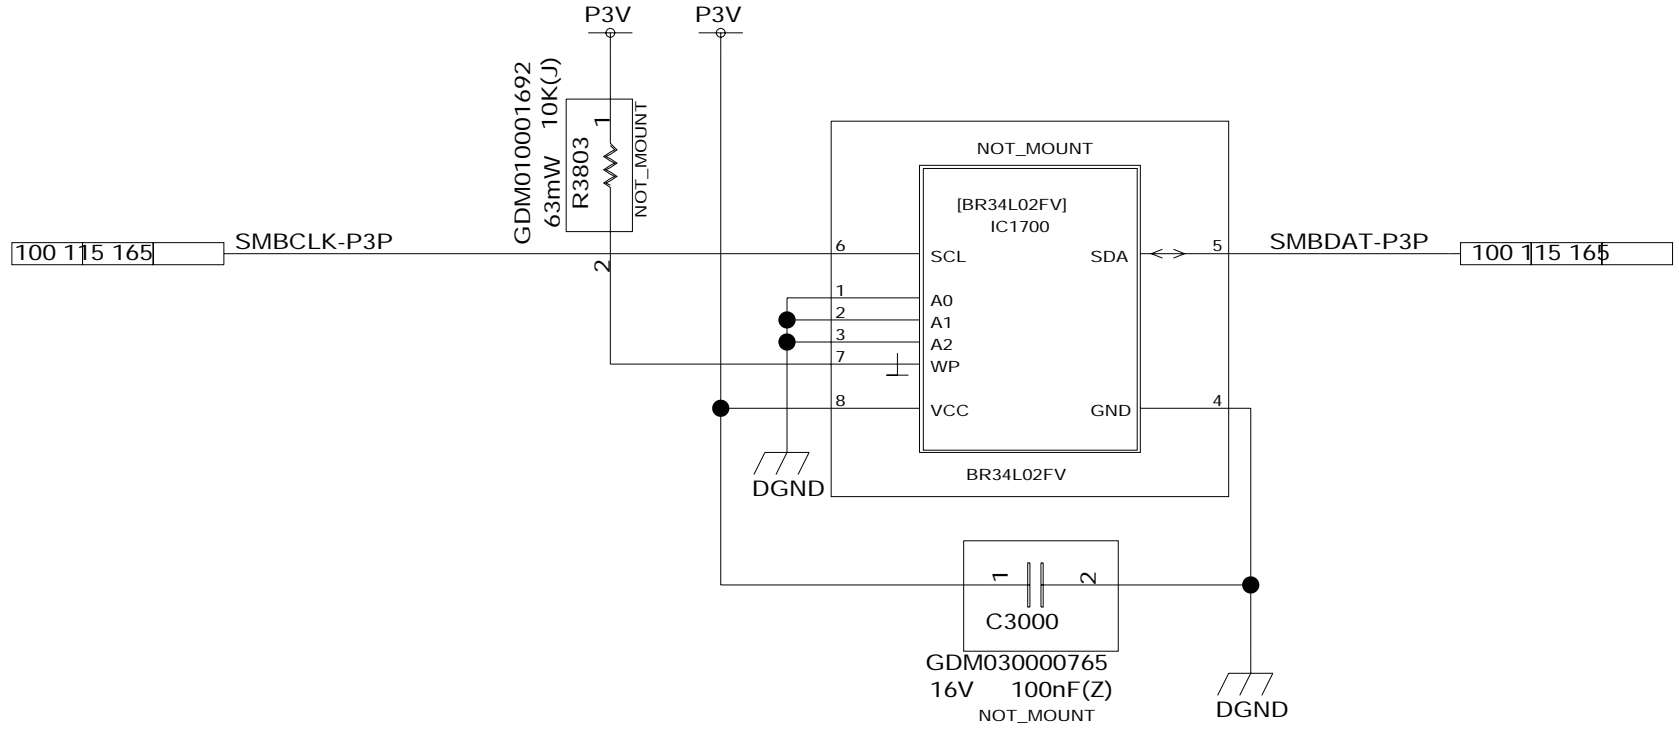 P3V
P3V
GDM010001692
63mW 10K(J)
R3803
1
2
NOT_MOUNT
NOT_MOUNT
[BR34L02FV]
IC1700
100 115 165
SMBCLK-P3P
6
SCL
SDA
5
SMBDAT-P3P
100 115 165
1
A0
2
A1
3
A2
7
WP
8
VCC
GND
4
BR34L02FV
DGND
1
2
C3000
GDM030000765
16V 100nF(Z)
NOT_MOUNT
DGND